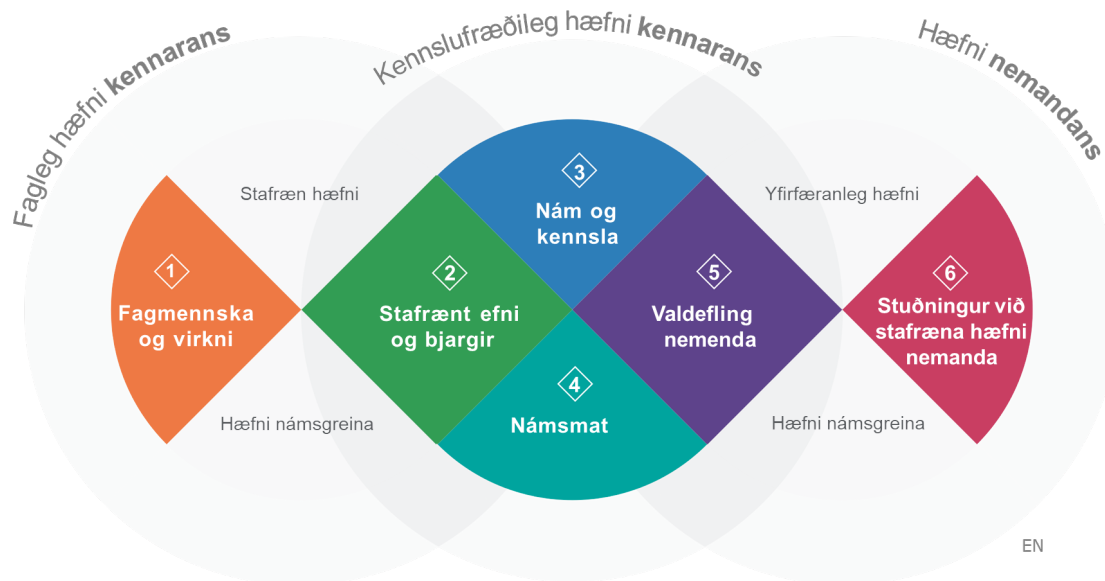 Fagleg hæfni kennarans
Kennslufræðileg hæfni kennarans
Hæfni nemandans
Stafræn hæfni
Yfirfæranleg hæfni
1
Fagmennska
og virkni
2
Stafrænt efni
og bjargir
3
Nám og
kennsla
4
Námsmat
5
Valdefling
nemenda
6
Stuðningur við
stafræna hæfni
nemanda
Hæfni námsgreina
Hæfni námsgreina
EN